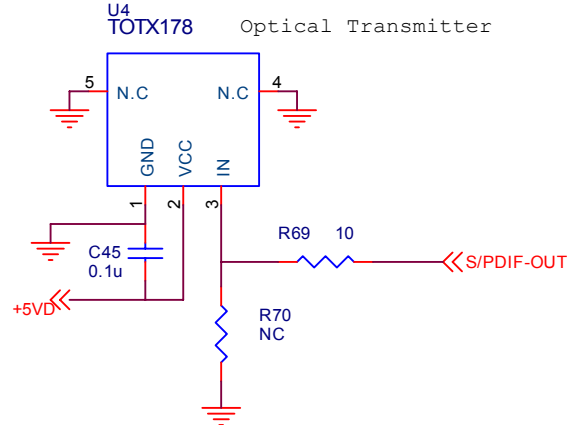 U4
TOTX178
Optical Transmitter
5
N.C
N.C
4
GND
VCC
IN
1
2
3
R69 10
C45
0.1u
S/PDIF-OUT
+5VD
R70
NC